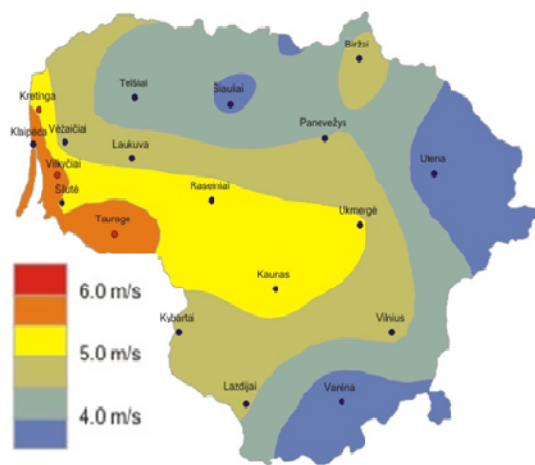 Biržai
Telšiai
Šiauliai
Kretinga
Klaipėda
Vėžaičiai
Panevėžys
Laukuva
Vilkyčiai
Utena
Šilutė
Raseiniai
Ukmergė
Taurage
6.0 m/s
Kaunas
5.0 m/s
Kybartai
Vilnius
4.0 m/s
Lazdijai
Varėna